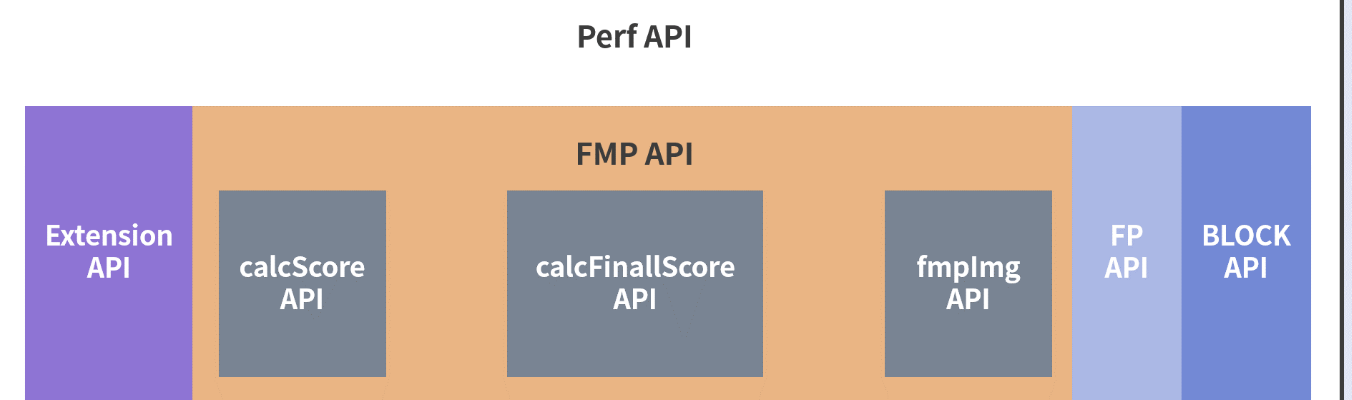 Perf API
FMP API
Extension
API
calcScore
API
calcFinallScore
API
fmpImg
API
FP
API
BLOCK
API